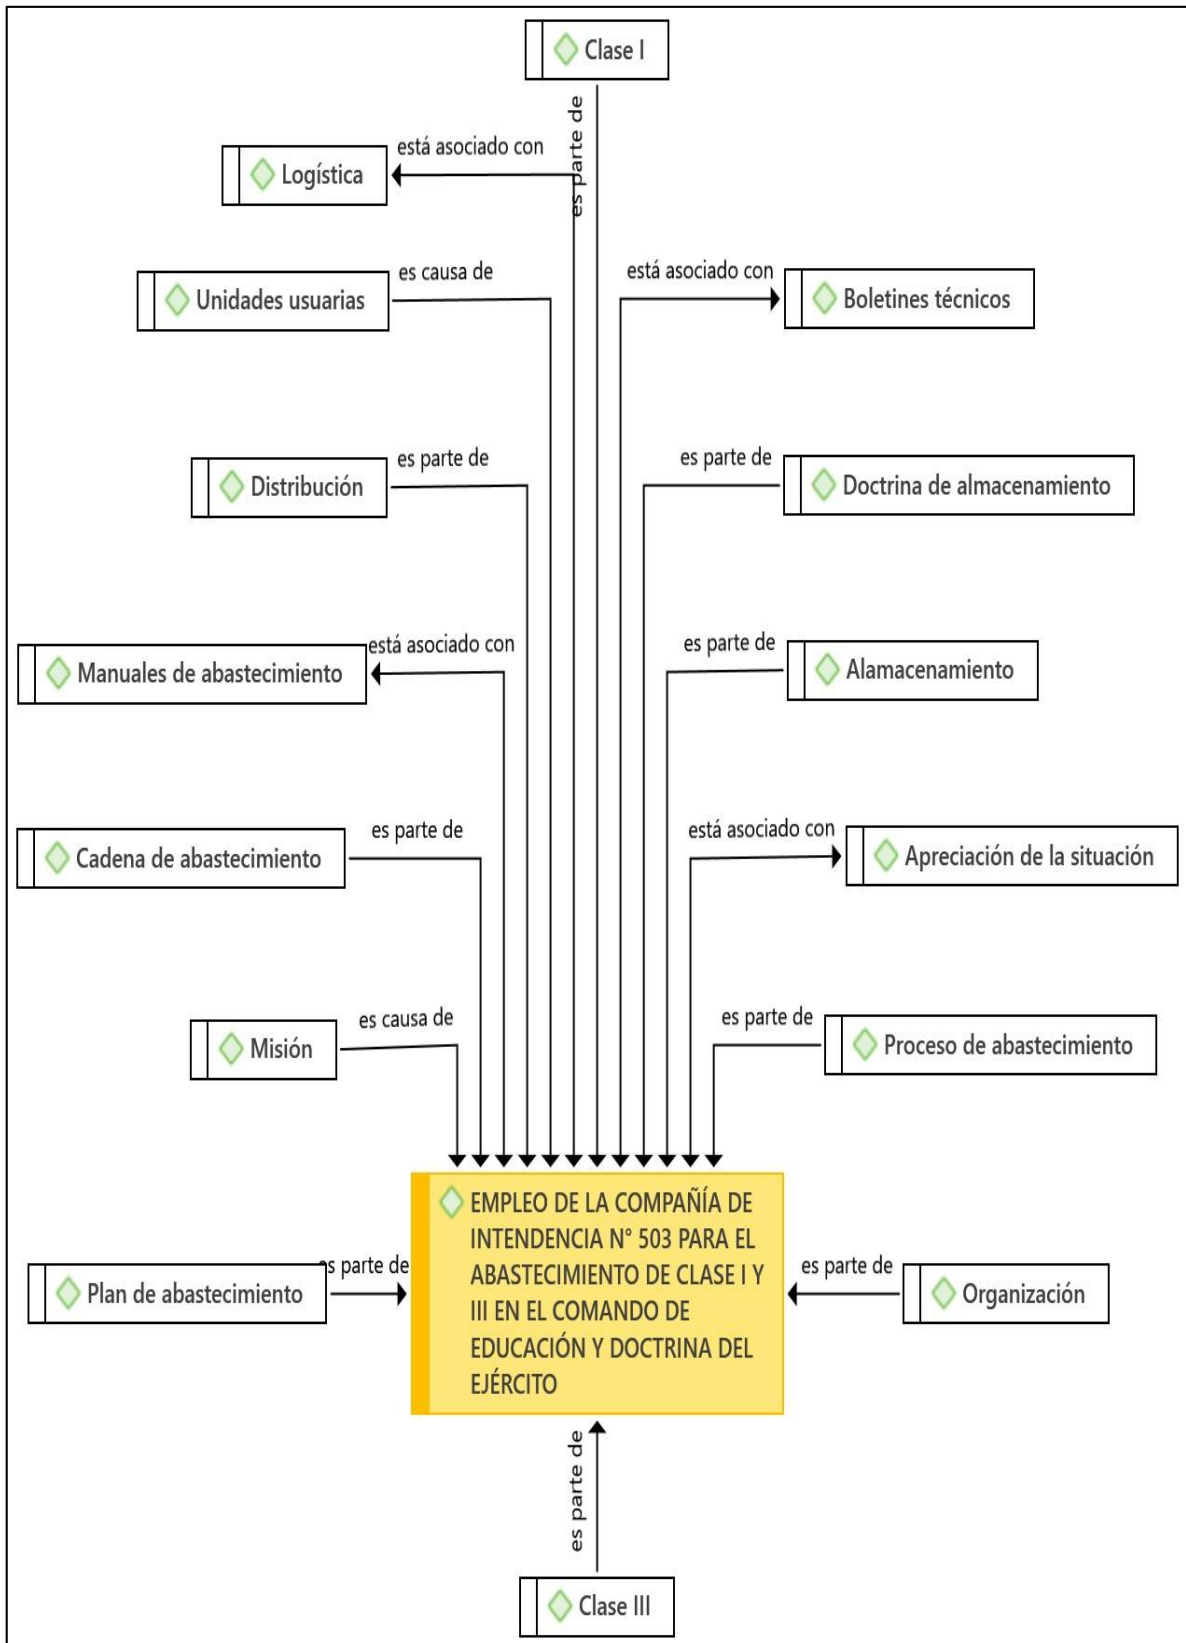 Clase I
es parte de
está asociado con
Logística
es causa de
Unidades usuarias
está asociado con
Boletines técnicos
es parte de
Distribución
es parte de
Doctrina de almacenamiento
está asociado con
Manuales de abastecimiento
es parte de
Alamacenamiento
es parte de
Cadena de abastecimiento
está asociado con
Apreciación de la situación
es causa de
Misión
es parte de
Proceso de abastecimiento
EMPLEO DE LA COMPAÑÍA DE
INTENDENCIA N° 503 PARA EL
ABASTECIMIENTO DE CLASE I Y
III EN EL COMANDO DE
EDUCACIÓN Y DOCTRINA DEL
EJÉRCITO
es parte de
Plan de abastecimiento
es parte de
Organización
es parte de
Clase III